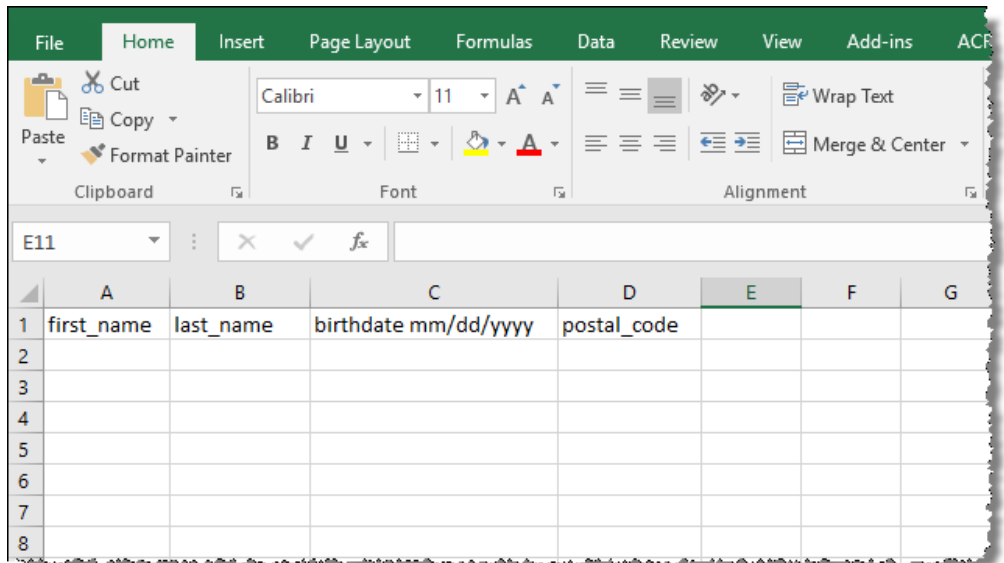 File Home Insert Page Layout Formulas Data Review View Add-ins ACR
Cut
Calibri 11 A A
Wrap Text
Copy
Paste
B I U A
Merge & Center
Format Painter
Clipboard Font Alignment
E11 fx
A B C D E F G
1 first_name last_name birthdate mm/dd/yyyy postal_code
2
3
4
5
6
7
8